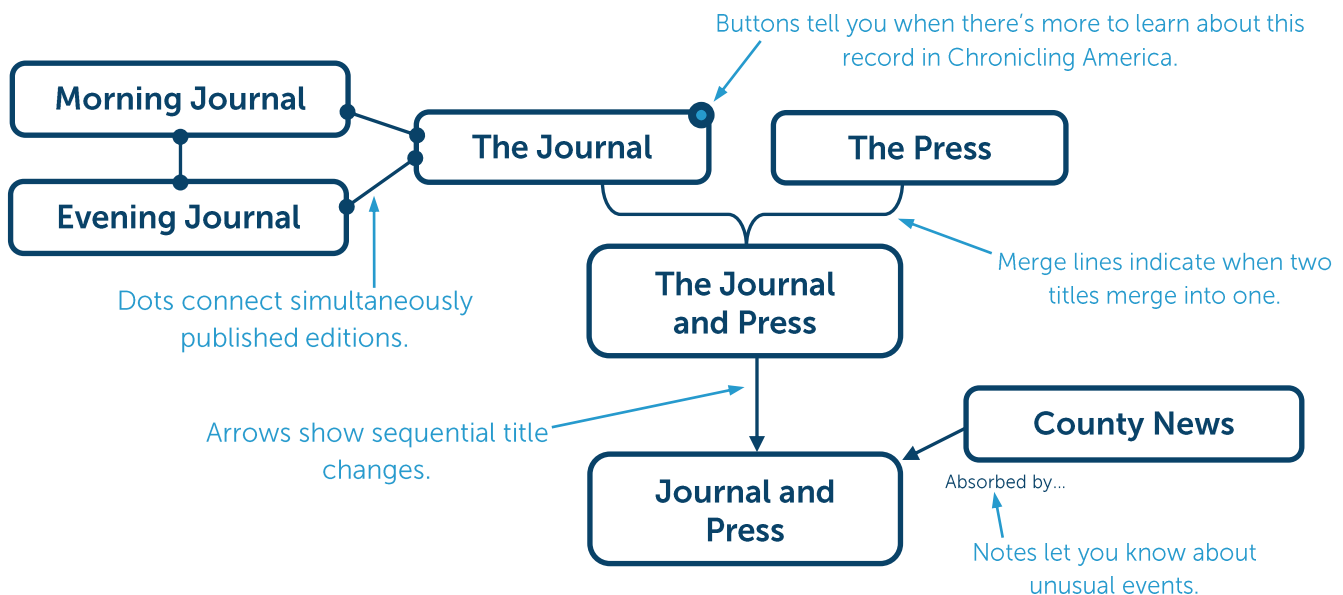 Buttons tell you when there’s more to learn about this
record in Chronicling America.
Morning Journal
The Journal
The Press
Evening Journal
Merge lines indicate when two
titles merge into one.
The Journal
and Press
Dots connect simultaneously
published editions.
Arrows show sequential title
changes.
County News
Absorbed by...
Journal and
Press
Notes let you know about
unusual events.